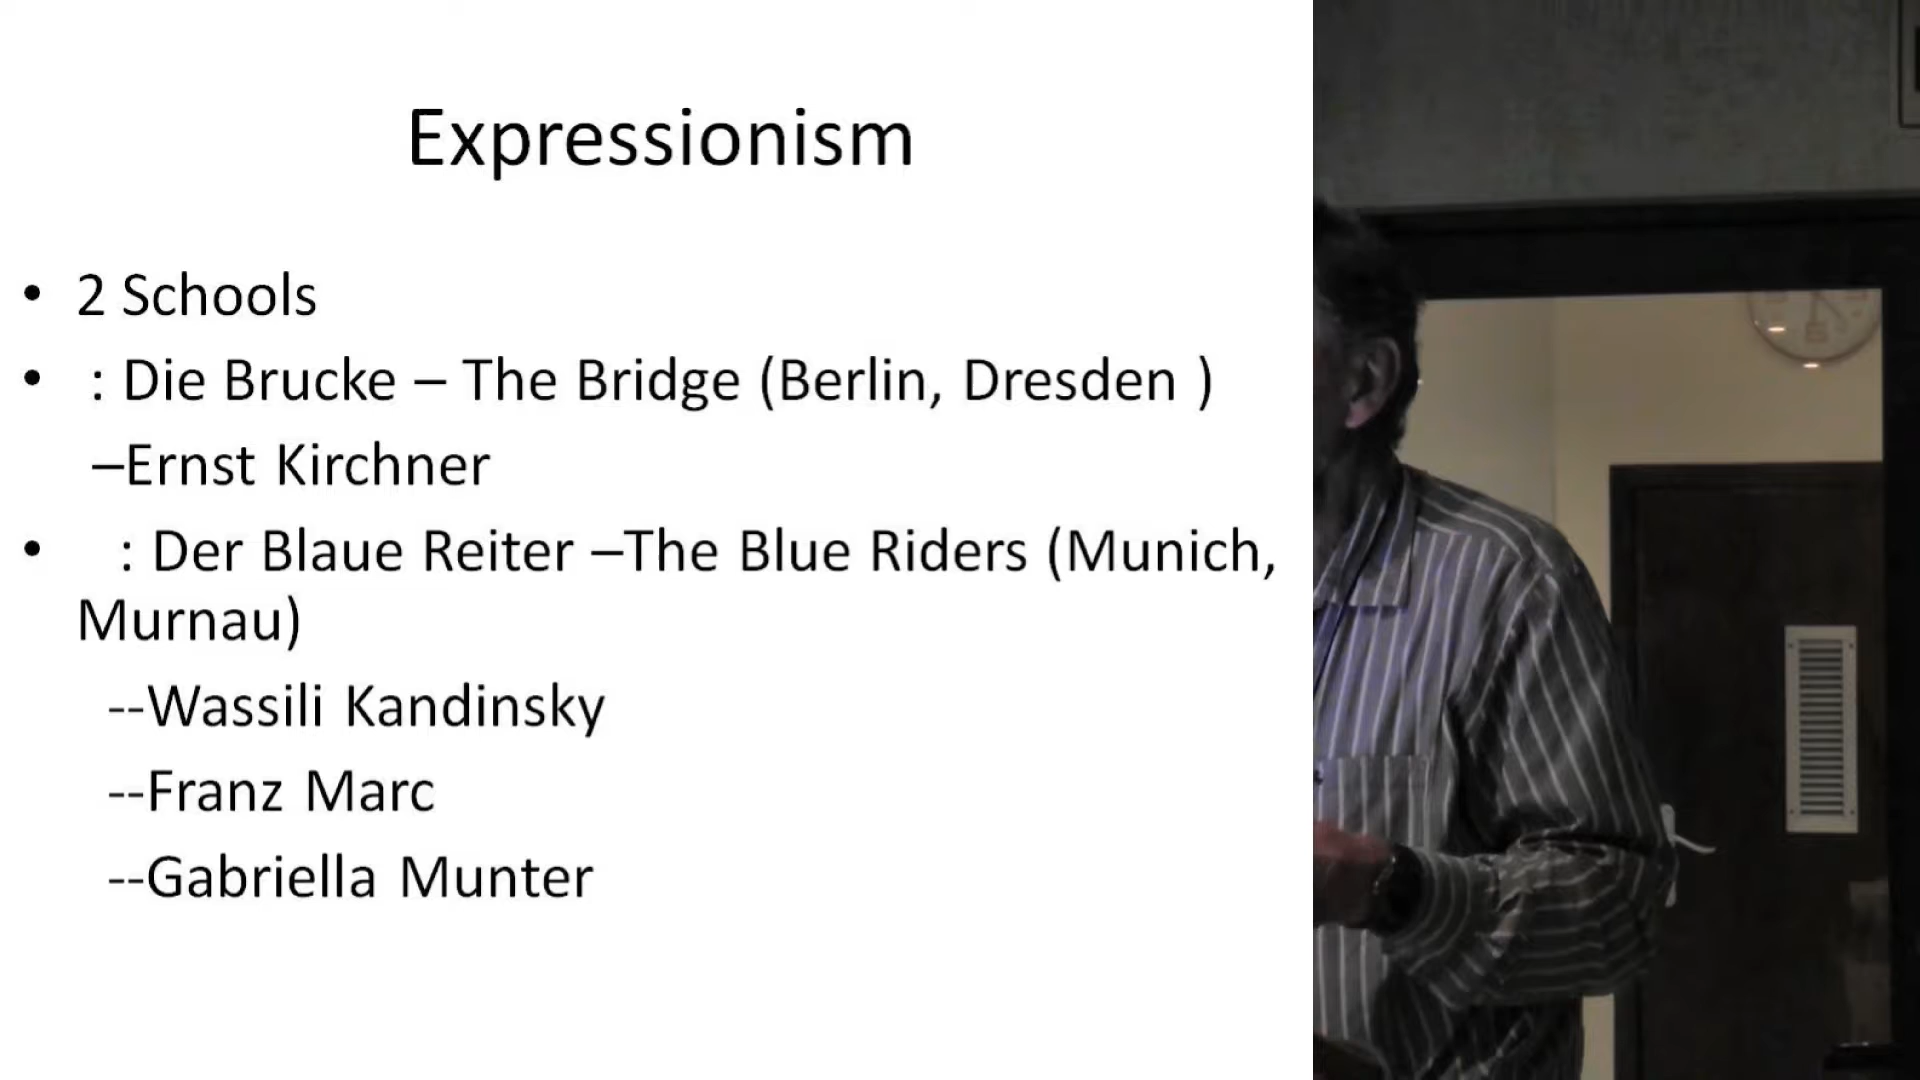 Expressionism
• 2 Schools
• : Die Brucke – The Bridge (Berlin, Dresden )
–Ernst Kirchner
• : Der Blaue Reiter –The Blue Riders (Munich,
Murnau)
--Wassili Kandinsky
--Franz Marc
--Gabriella Munter